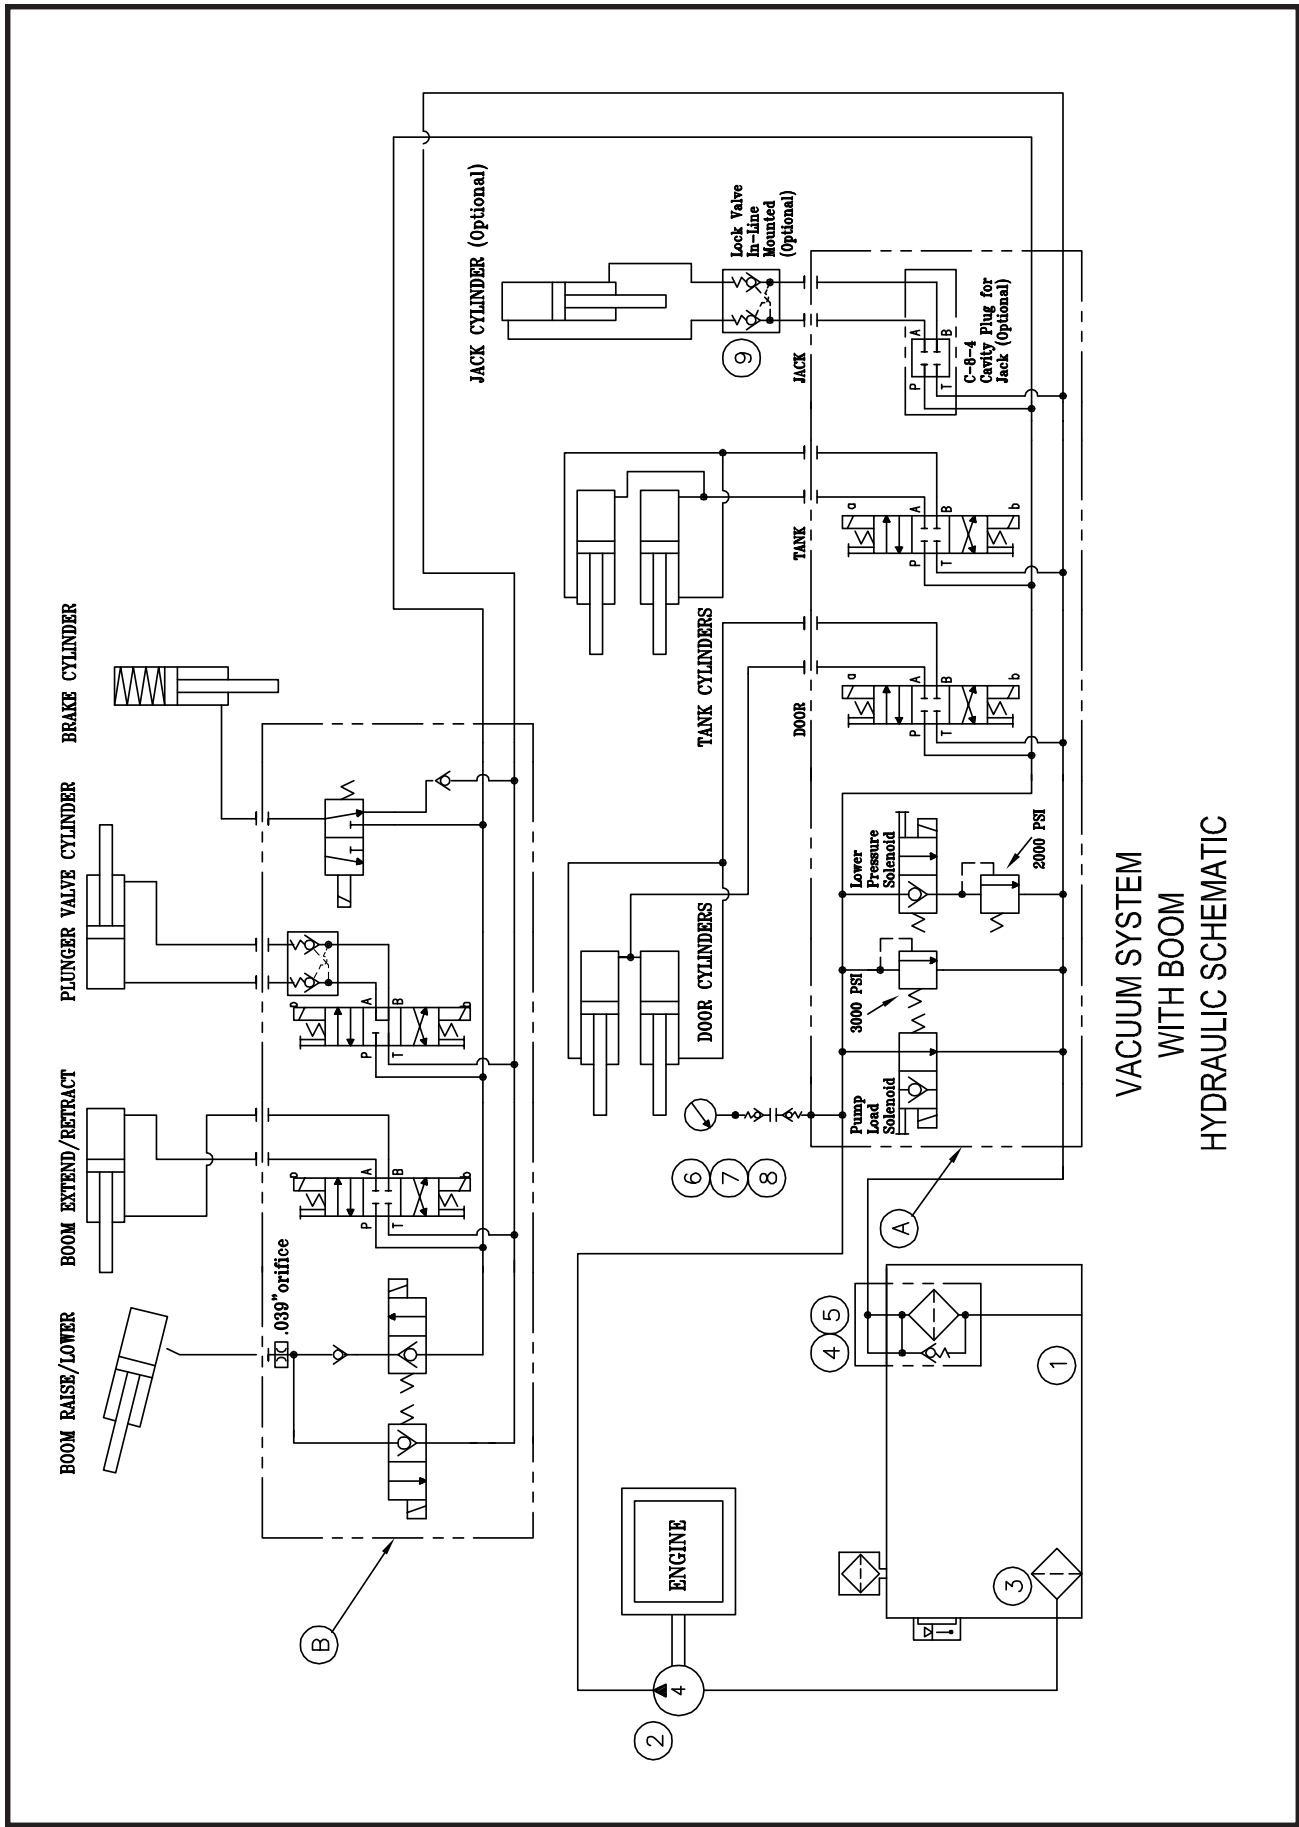 BOOM RAISE/LOWER
BOOM EXTEND/RETRACT
PLUNGER VALVE CYLINDER
BRAKE CYLINDER
.039" orifice
A
B
P
T
a
b
A
B
P
T
a
b
B
JACK CYLINDER (Optional)
Lock Valve
In-Line
Mounted
(Optional)
9
TANK CYLINDERS
DOOR CYLINDERS
JACK
TANK
DOOR
A
B
P
T
C-8-4
Cavity Plug for
Jack (Optional)
a
b
A
B
P
T
a
b
A
B
P
T
Lower
Pressure
Solenoid
2000 PSI
3000 PSI
Pump
Load
Solenoid
6
7
8
A
4
5
1
3
ENGINE
4
2
VACUUM SYSTEM
WITH BOOM
HYDRAULIC SCHEMATIC